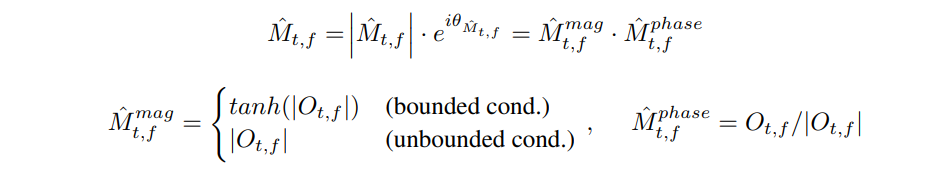 M̂_{t,f} = |M̂_{t,f}| · e^{iθ_{M̂_{t,f}}} = M̂_{t,f}^{mag} · M̂_{t,f}^{phase}
M̂_{t,f}^{mag} = { tanh(|O_{t,f}|) (bounded cond.)
|O_{t,f}| (unbounded cond.) , M̂_{t,f}^{phase} = O_{t,f}/|O_{t,f}|